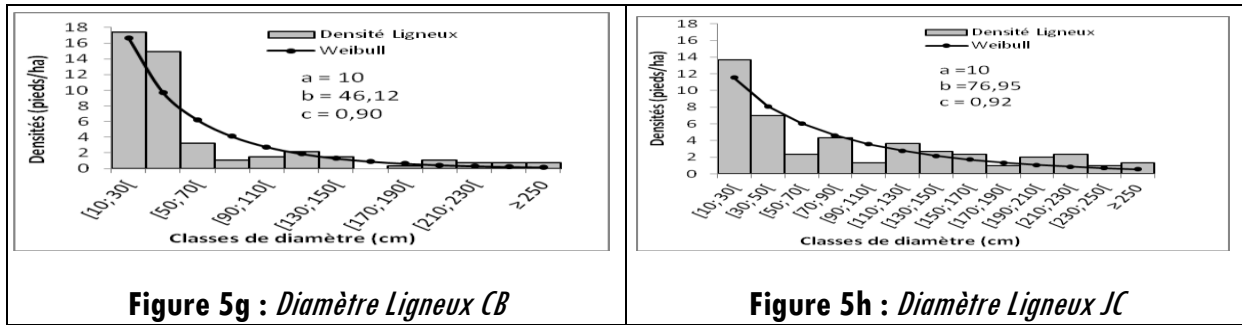 18
16
14
12
10
8
6
4
2
0
Densités (pieds/ha)
Densité Ligneux
Weibull
a = 10
b = 46,12
c = 0,90
[10; 30[
[50; 70[
[90; 110[
[130; 150[
[170; 190[
[210; 230[
≥ 250
Classes de diamètre (cm)
Figure 5g : Diamètre Ligneux CB
18
16
14
12
10
8
6
4
2
0
Densités (pieds/ha)
Densité Ligneux
Weibull
a =10
b =76,95
c = 0,92
[10; 30[
[30; 50[
[50; 70[
[70; 90[
[90; 110[
[110; 130[
[130; 150[
[150; 170[
[170; 190[
[190; 210[
[210; 230[
[230; 250[
≥ 250
Classes de diamètre (cm)
Figure 5h : Diamètre Ligneux JC